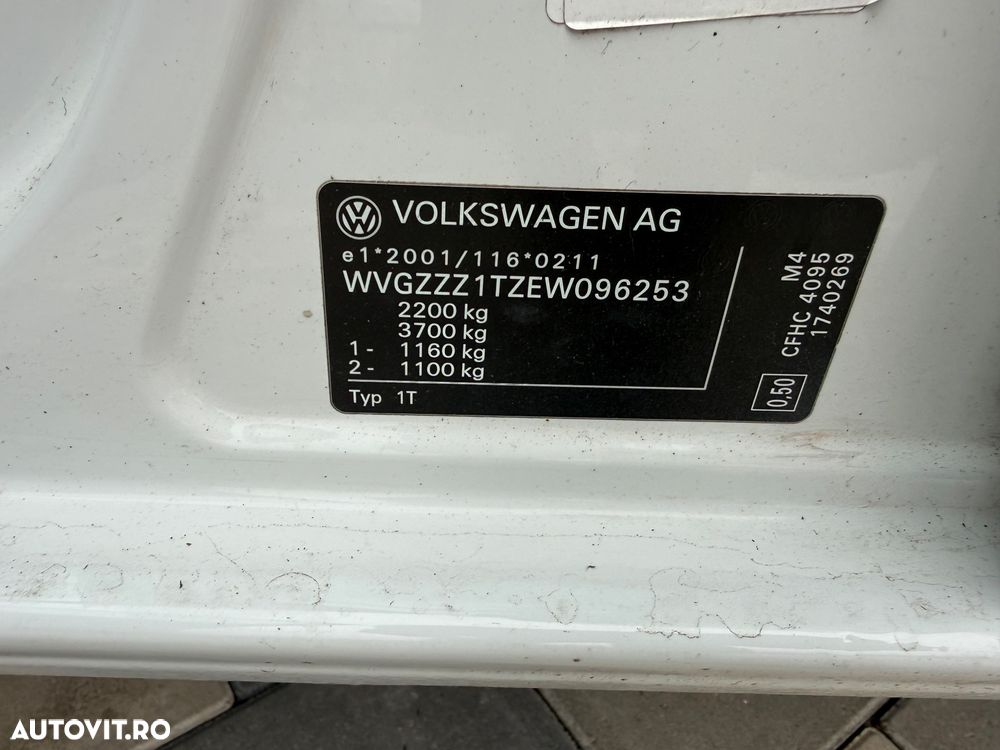 VOLKSWAGEN AG
e1*2001/116*0211
WVGZZZ1TZEW096253
2200 kg
3700 kg
1- 1160 kg
2- 1100 kg
Typ 1T
M4
CFHC 4095
1740269
0,50
AUTOVIT.RO